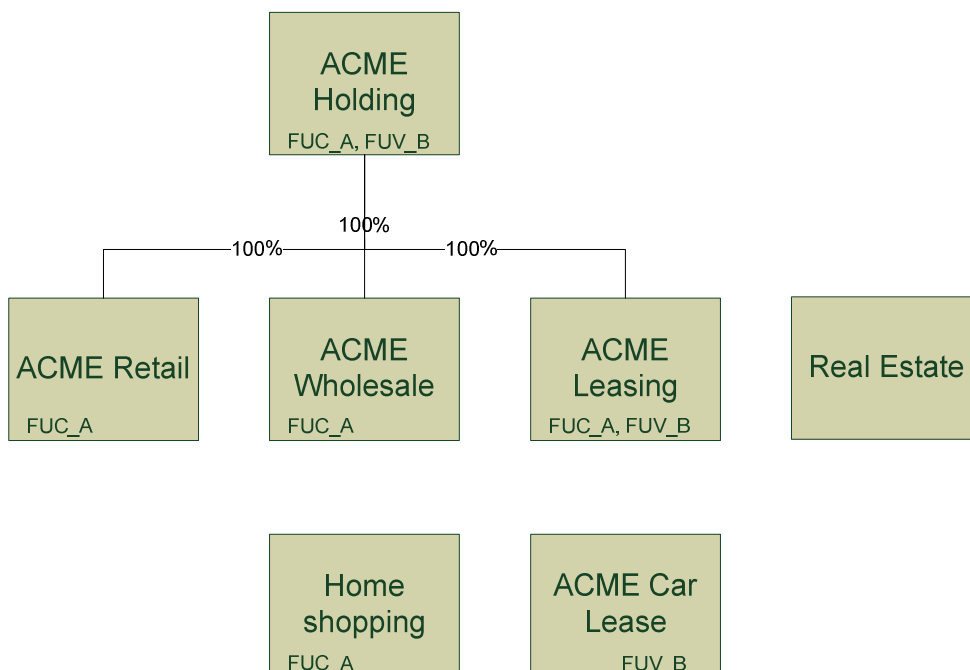 ACME
Holding
FUC_A, FUV_B
100%
100%
100%
ACME Retail
FUC_A
ACME
Wholesale
FUC_A
ACME
Leasing
FUC_A, FUV_B
Real Estate
Home
shopping
FUC_A
ACME Car
Lease
FUV_B